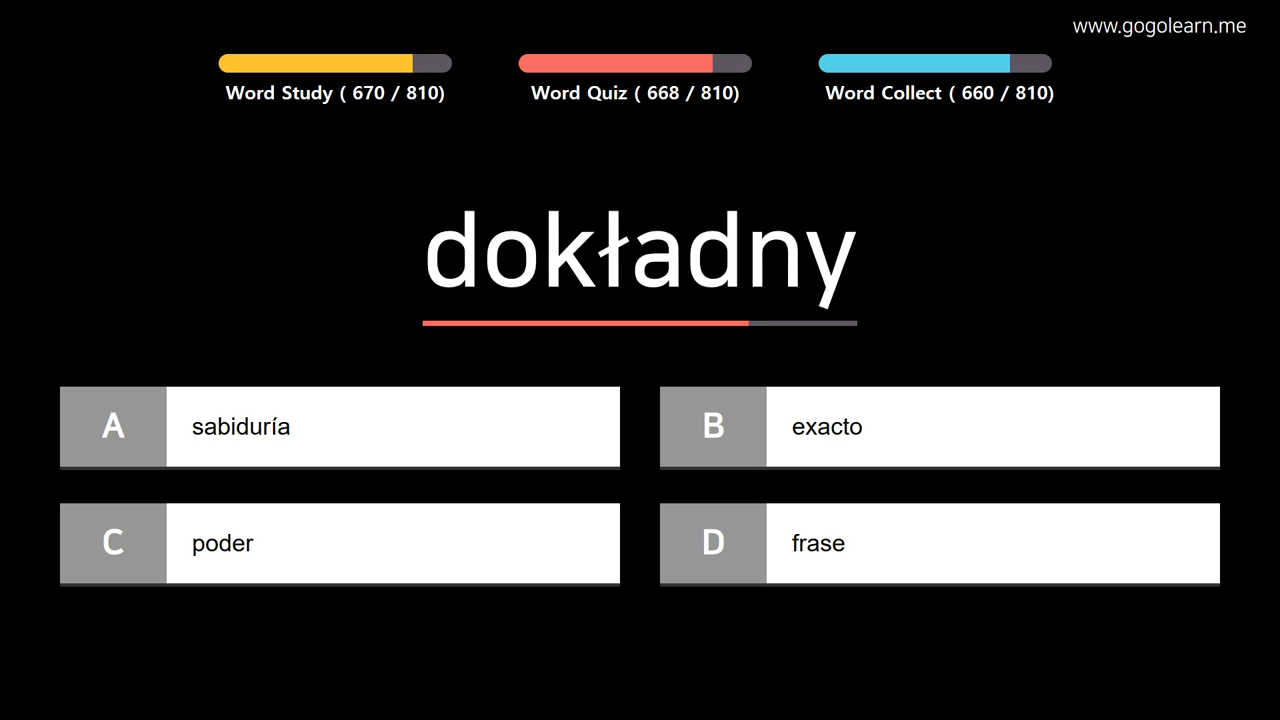 www.gogolearn.me
Word Study ( 670 / 810)
Word Quiz ( 668 / 810)
Word Collect ( 660 / 810)
dokładny
A sabiduría
B exacto
C poder
D frase